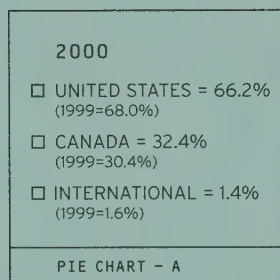 2000
UNITED STATES = 66.2%
(1999=68.0%)
CANADA = 32.4%
(1999=30.4%)
INTERNATIONAL = 1.4%
(1999=1.6%)
PIE CHART – A